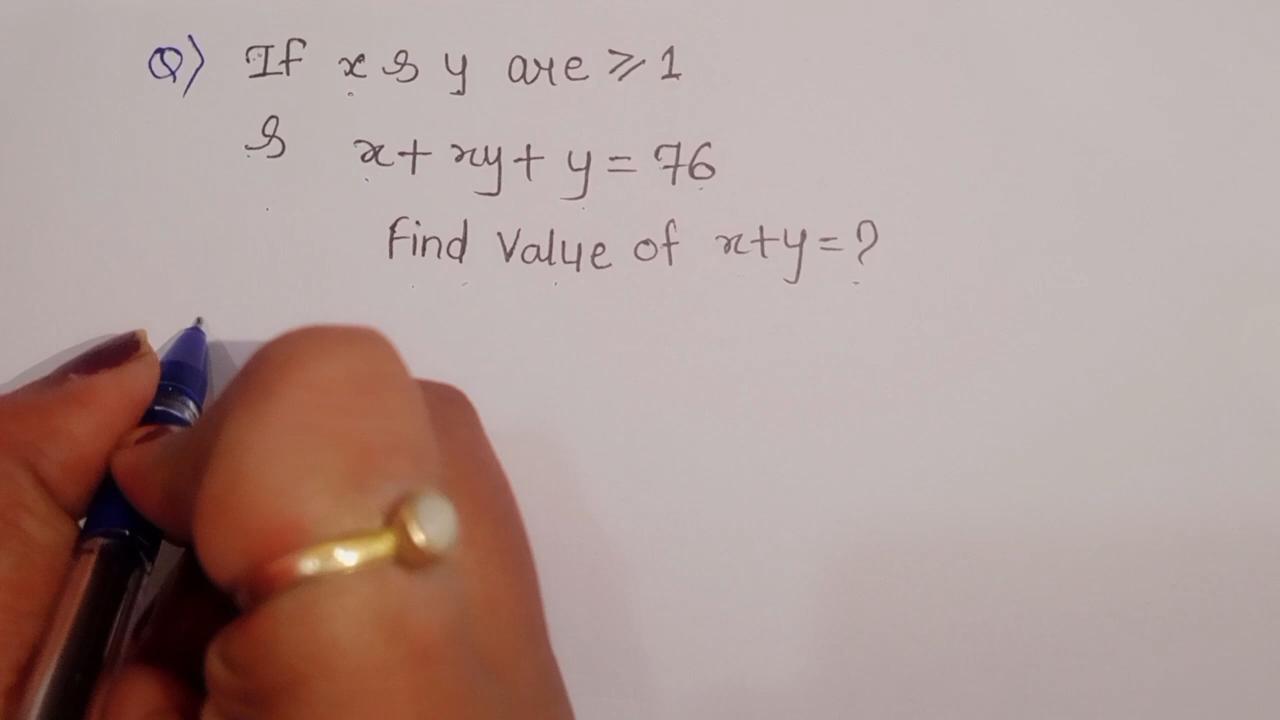 Q) If x & y are ⩾ 1
& x + xy + y = 76
Find Value of x+y=?